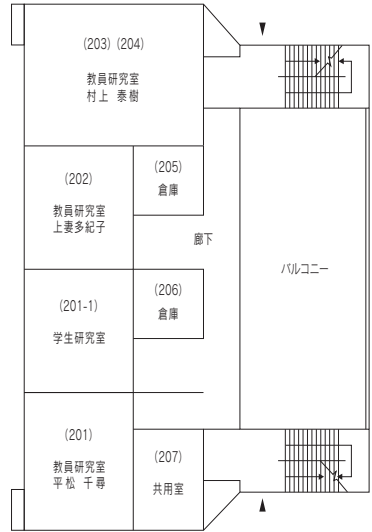 (203) (204)
教員研究室
村上 泰樹
(202)
教員研究室
上妻多紀子
(205)
倉庫
廊下
バルコニー
(206)
倉庫
(201-1)
学生研究室
(201)
教員研究室
平松 千尋
(207)
共用室